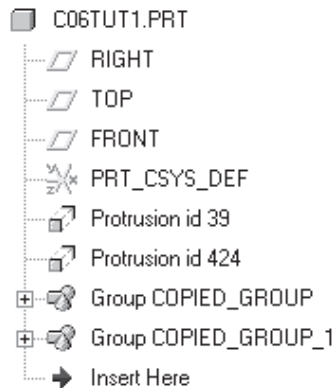 C06TUT1.PRT
RIGHT
TOP
FRONT
PRT_CSYS_DEF
Protrusion id 39
Protrusion id 424
Group COPIED_GROUP
Group COPIED_GROUP_1
Insert Here